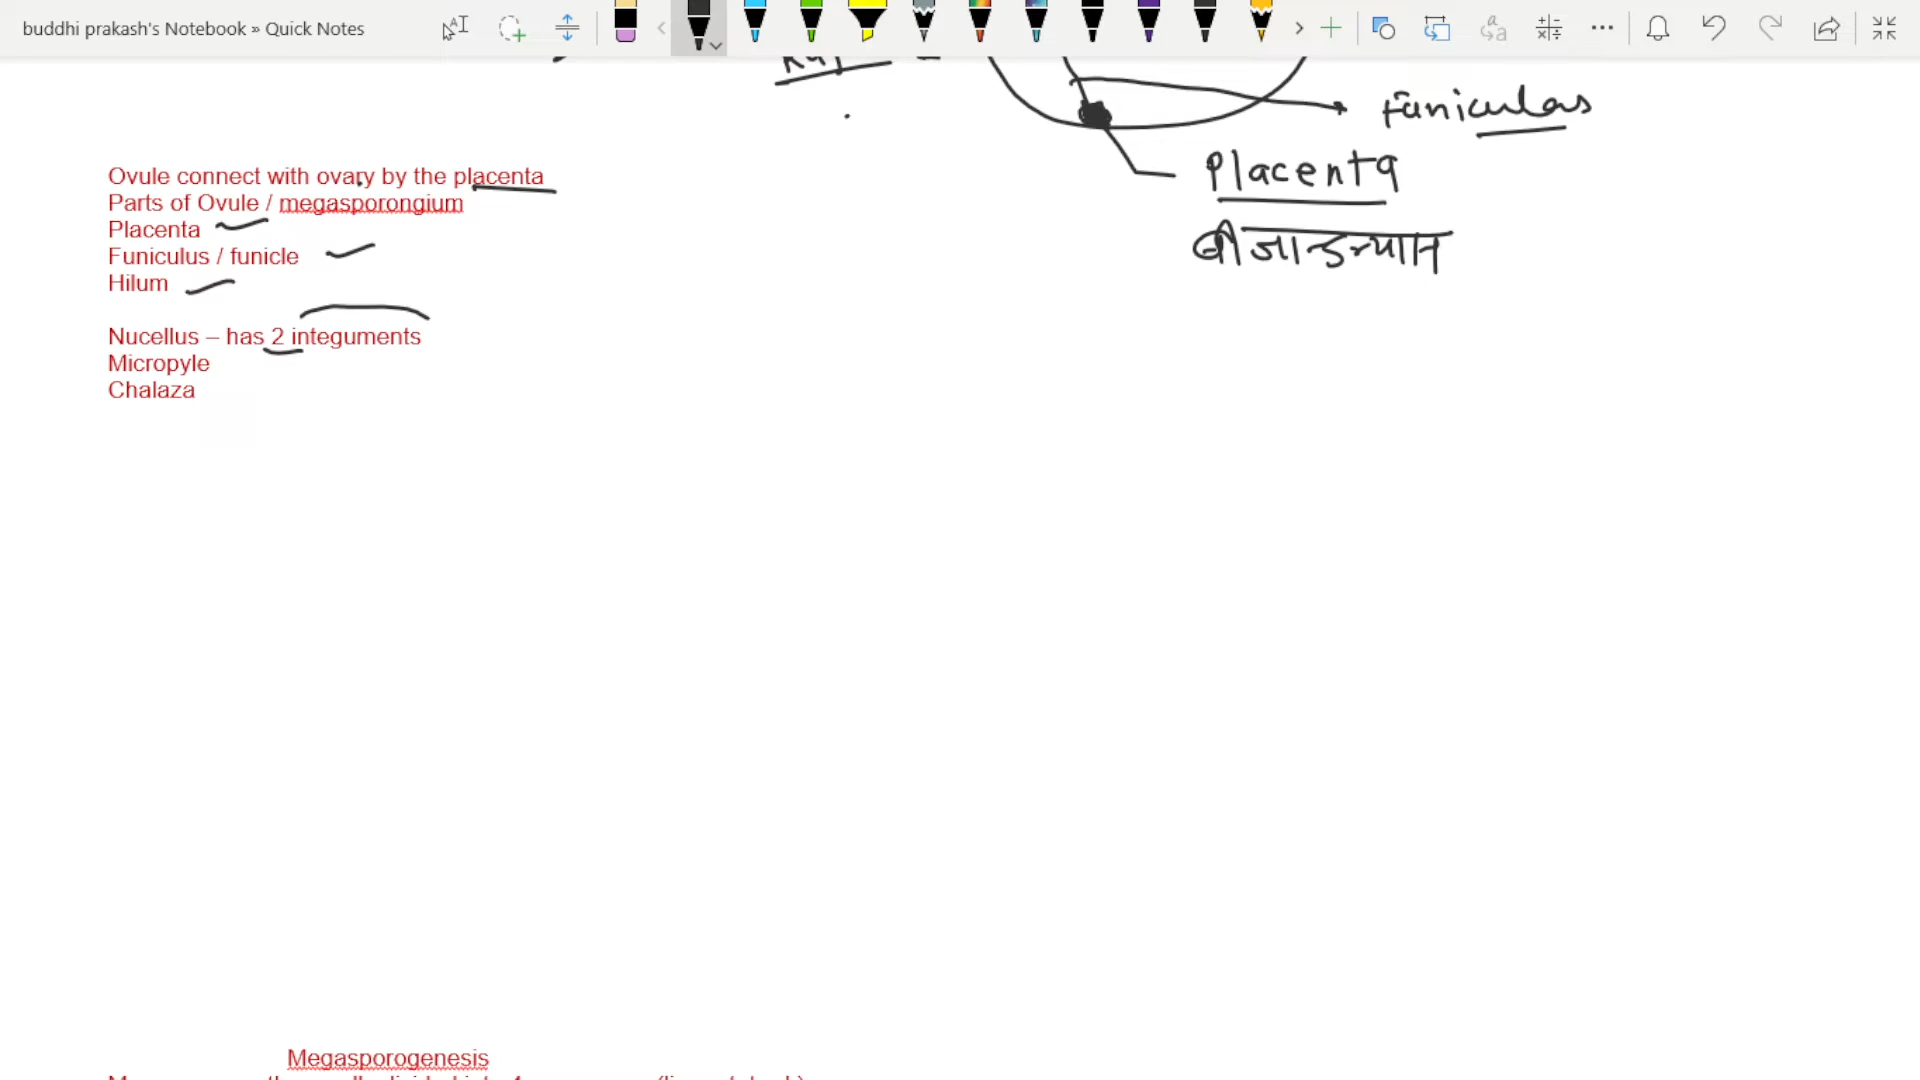 buddhi prakash's Notebook » Quick Notes
Funiculas
Placenta
बीजाण्डन्यास
Ovule connect with ovary by the placenta
Parts of Ovule / megasporongium
Placenta
Funiculus / funicle
Hilum
Nucellus – has 2 integuments
Micropyle
Chalaza
Megasporogenesis